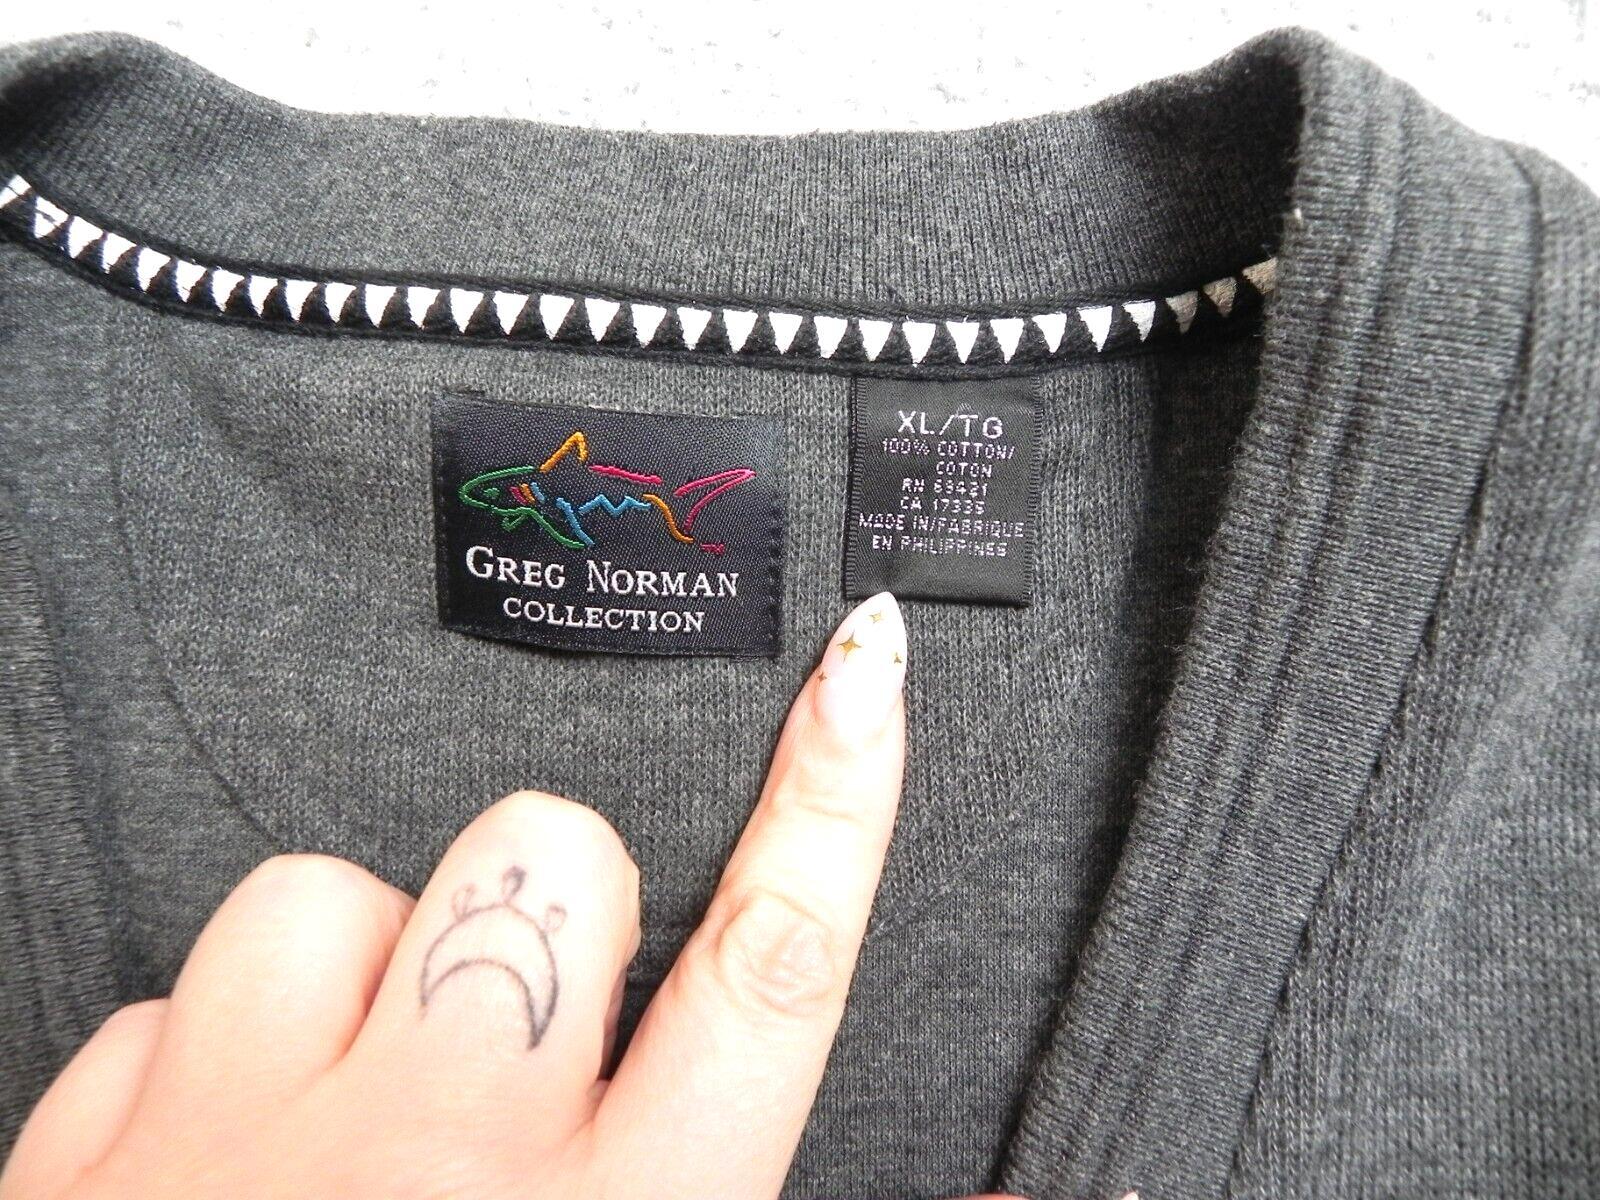 GREG NORMAN
COLLECTION
XL/TG
100% COTTON/
COTON
RN 63421
CA 17335
MADE IN/FABRIQUE
EN PHILIPPINES